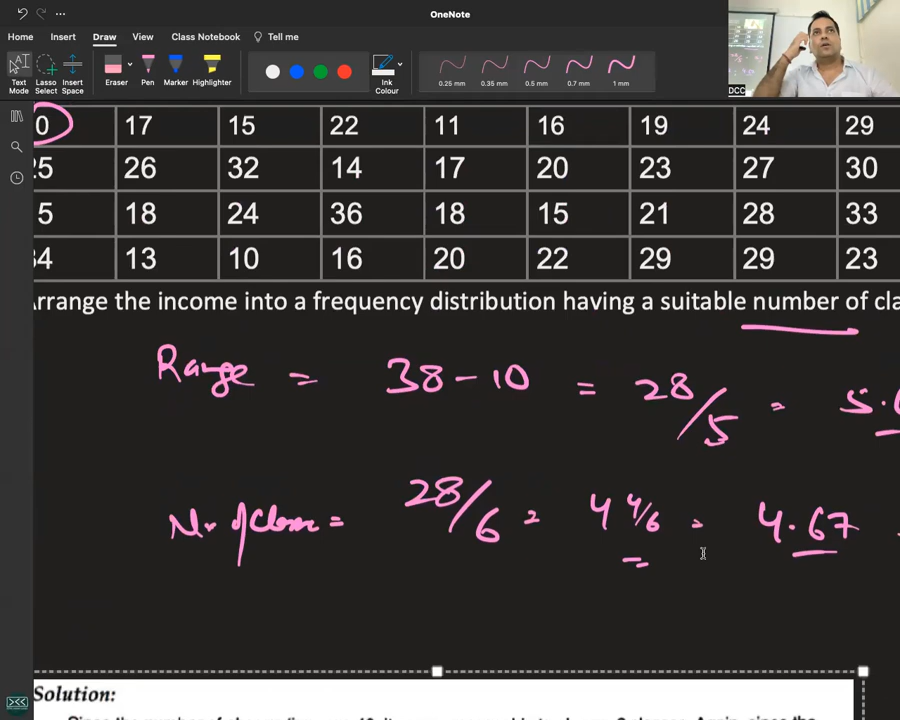 OneNote
Home Insert Draw View Class Notebook Tell me
Text Mode Lasso Select Insert Space Eraser Pen Marker Highlighter Ink Colour 0.25 mm 0.35 mm 0.5 mm 0.7 mm 1 mm
DCC
0 17 15 22 11 16 19 24 29
25 26 32 14 17 20 23 27 30
5 18 24 36 18 15 21 28 33
34 13 10 16 20 22 29 29 23
rrange the income into a frequency distribution having a suitable number of cla
Range = 38 - 10 = 28/5 = 5.
No. of Class = 28/6 = 4 4/6 = 4.67
Solution: